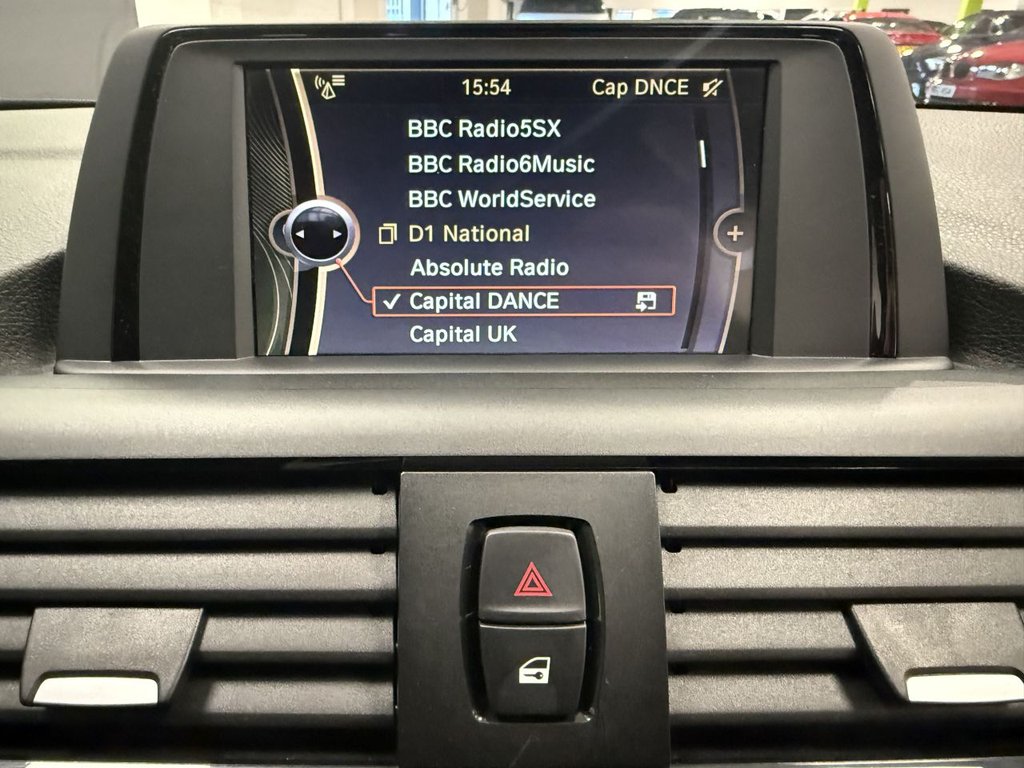 15:54 Cap DNCE
BBC Radio5SX
BBC Radio6Music
BBC WorldService
D1 National
Absolute Radio
Capital DANCE
Capital UK